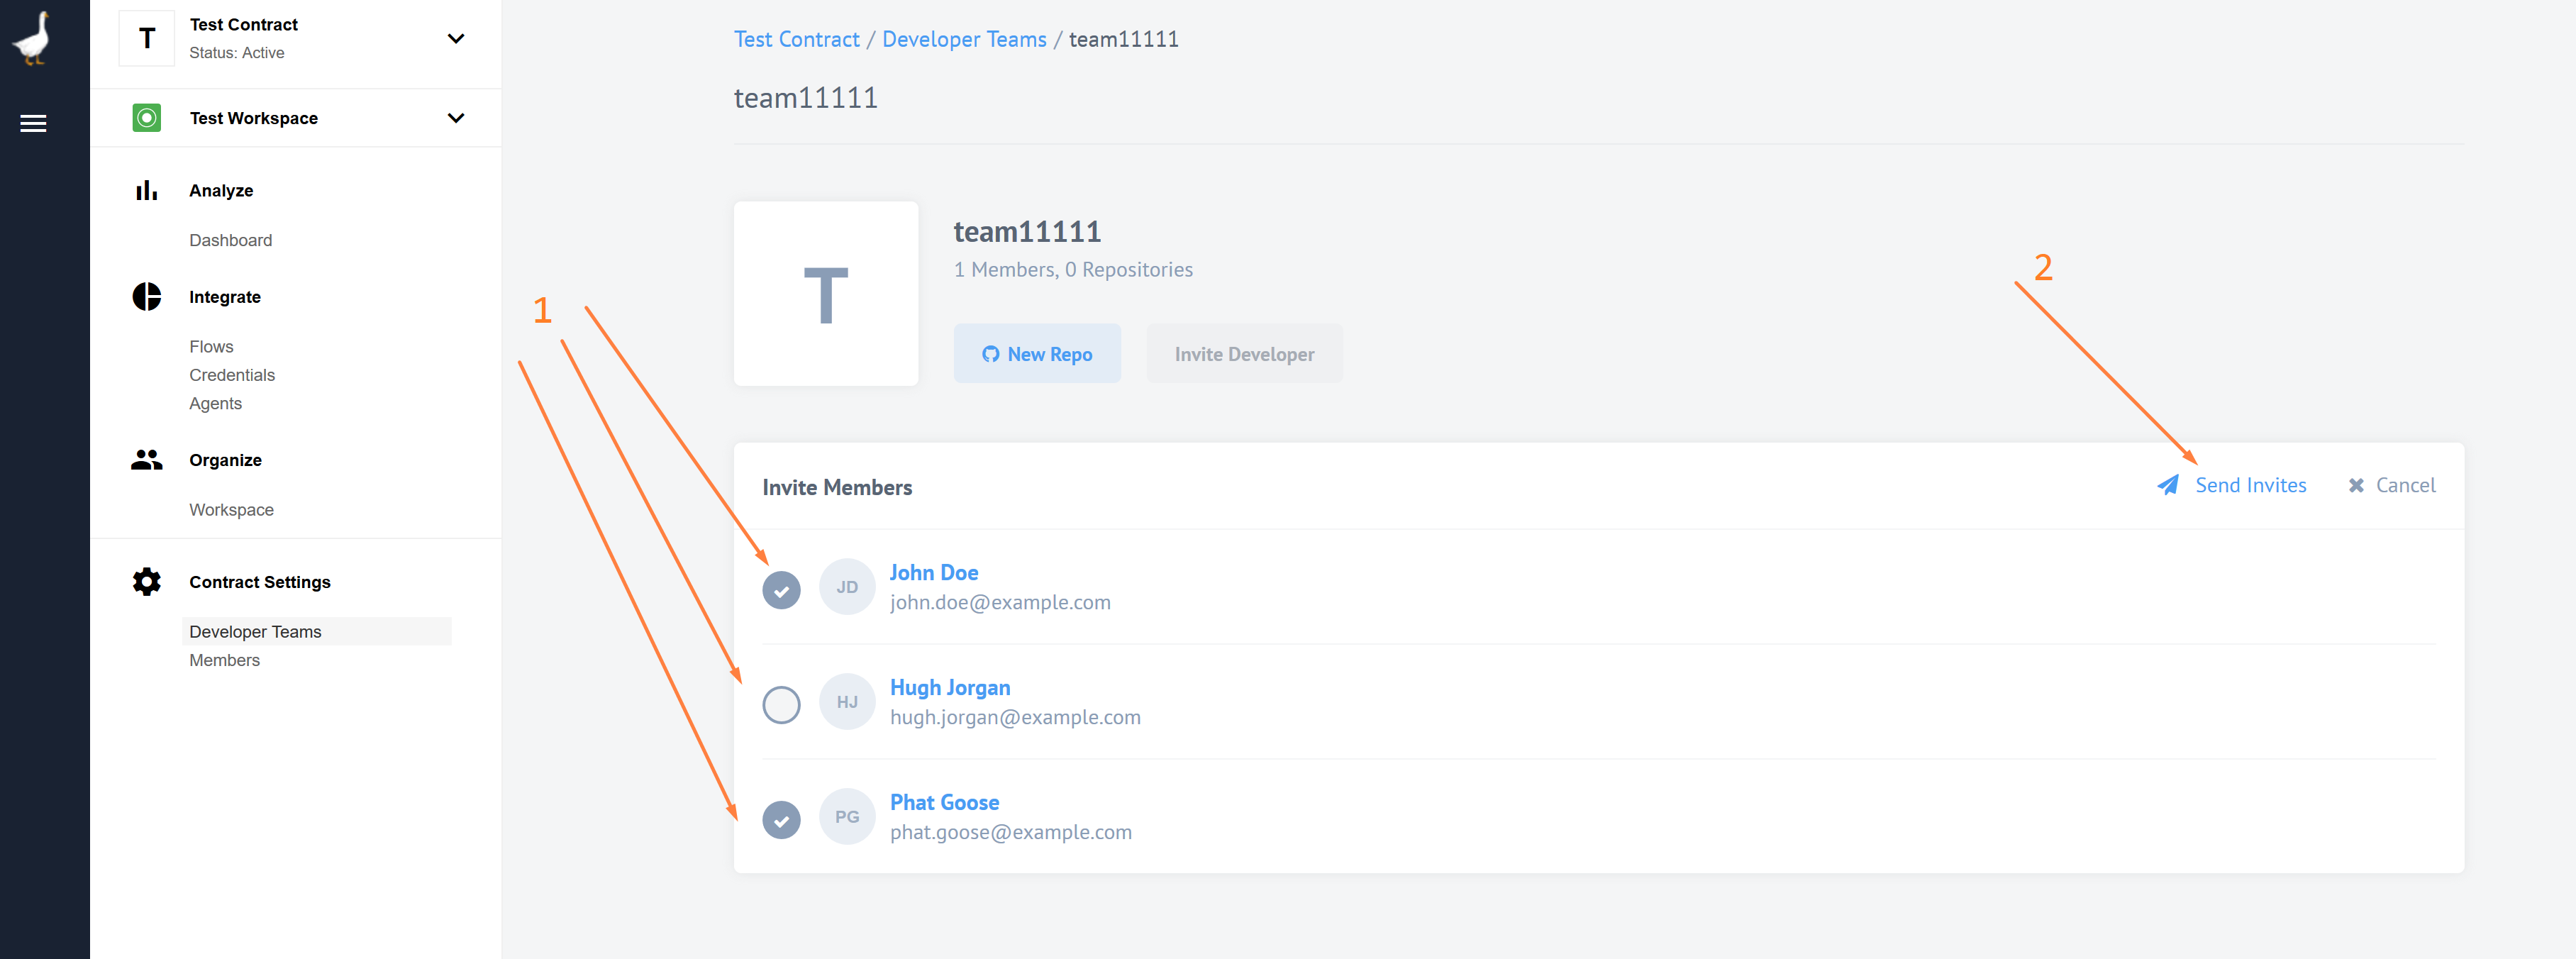 T
Test Contract
Status: Active
Test Workspace
Analyze
Dashboard
Integrate
Flows
Credentials
Agents
Organize
Workspace
Contract Settings
Developer Teams
Members
Test Contract / Developer Teams / team11111
team11111
T
team11111
1 Members, 0 Repositories
New Repo
Invite Developer
1
2
Invite Members
Send Invites
Cancel
JD
John Doe
john.doe@example.com
HJ
Hugh Jorgan
hugh.jorgan@example.com
PG
Phat Goose
phat.goose@example.com